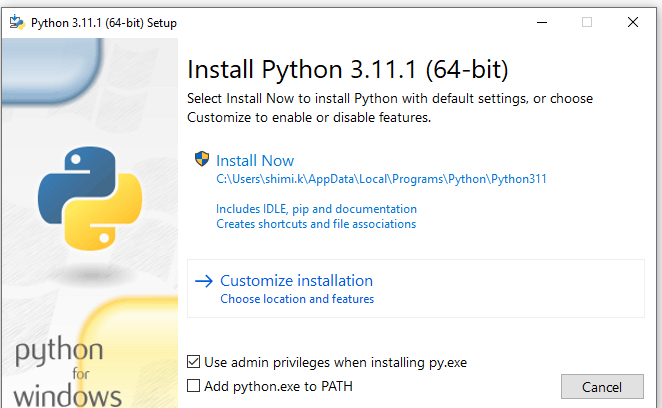 Python 3.11.1 (64-bit) Setup
Install Python 3.11.1 (64-bit)
Select Install Now to install Python with default settings, or choose
Customize to enable or disable features.
Install Now
C:\Users\shimi.k\AppData\Local\Programs\Python\Python311
Includes IDLE, pip and documentation
Creates shortcuts and file associations
Customize installation
Choose location and features
Use admin privileges when installing py.exe
Add python.exe to PATH
Cancel
python
for
windows